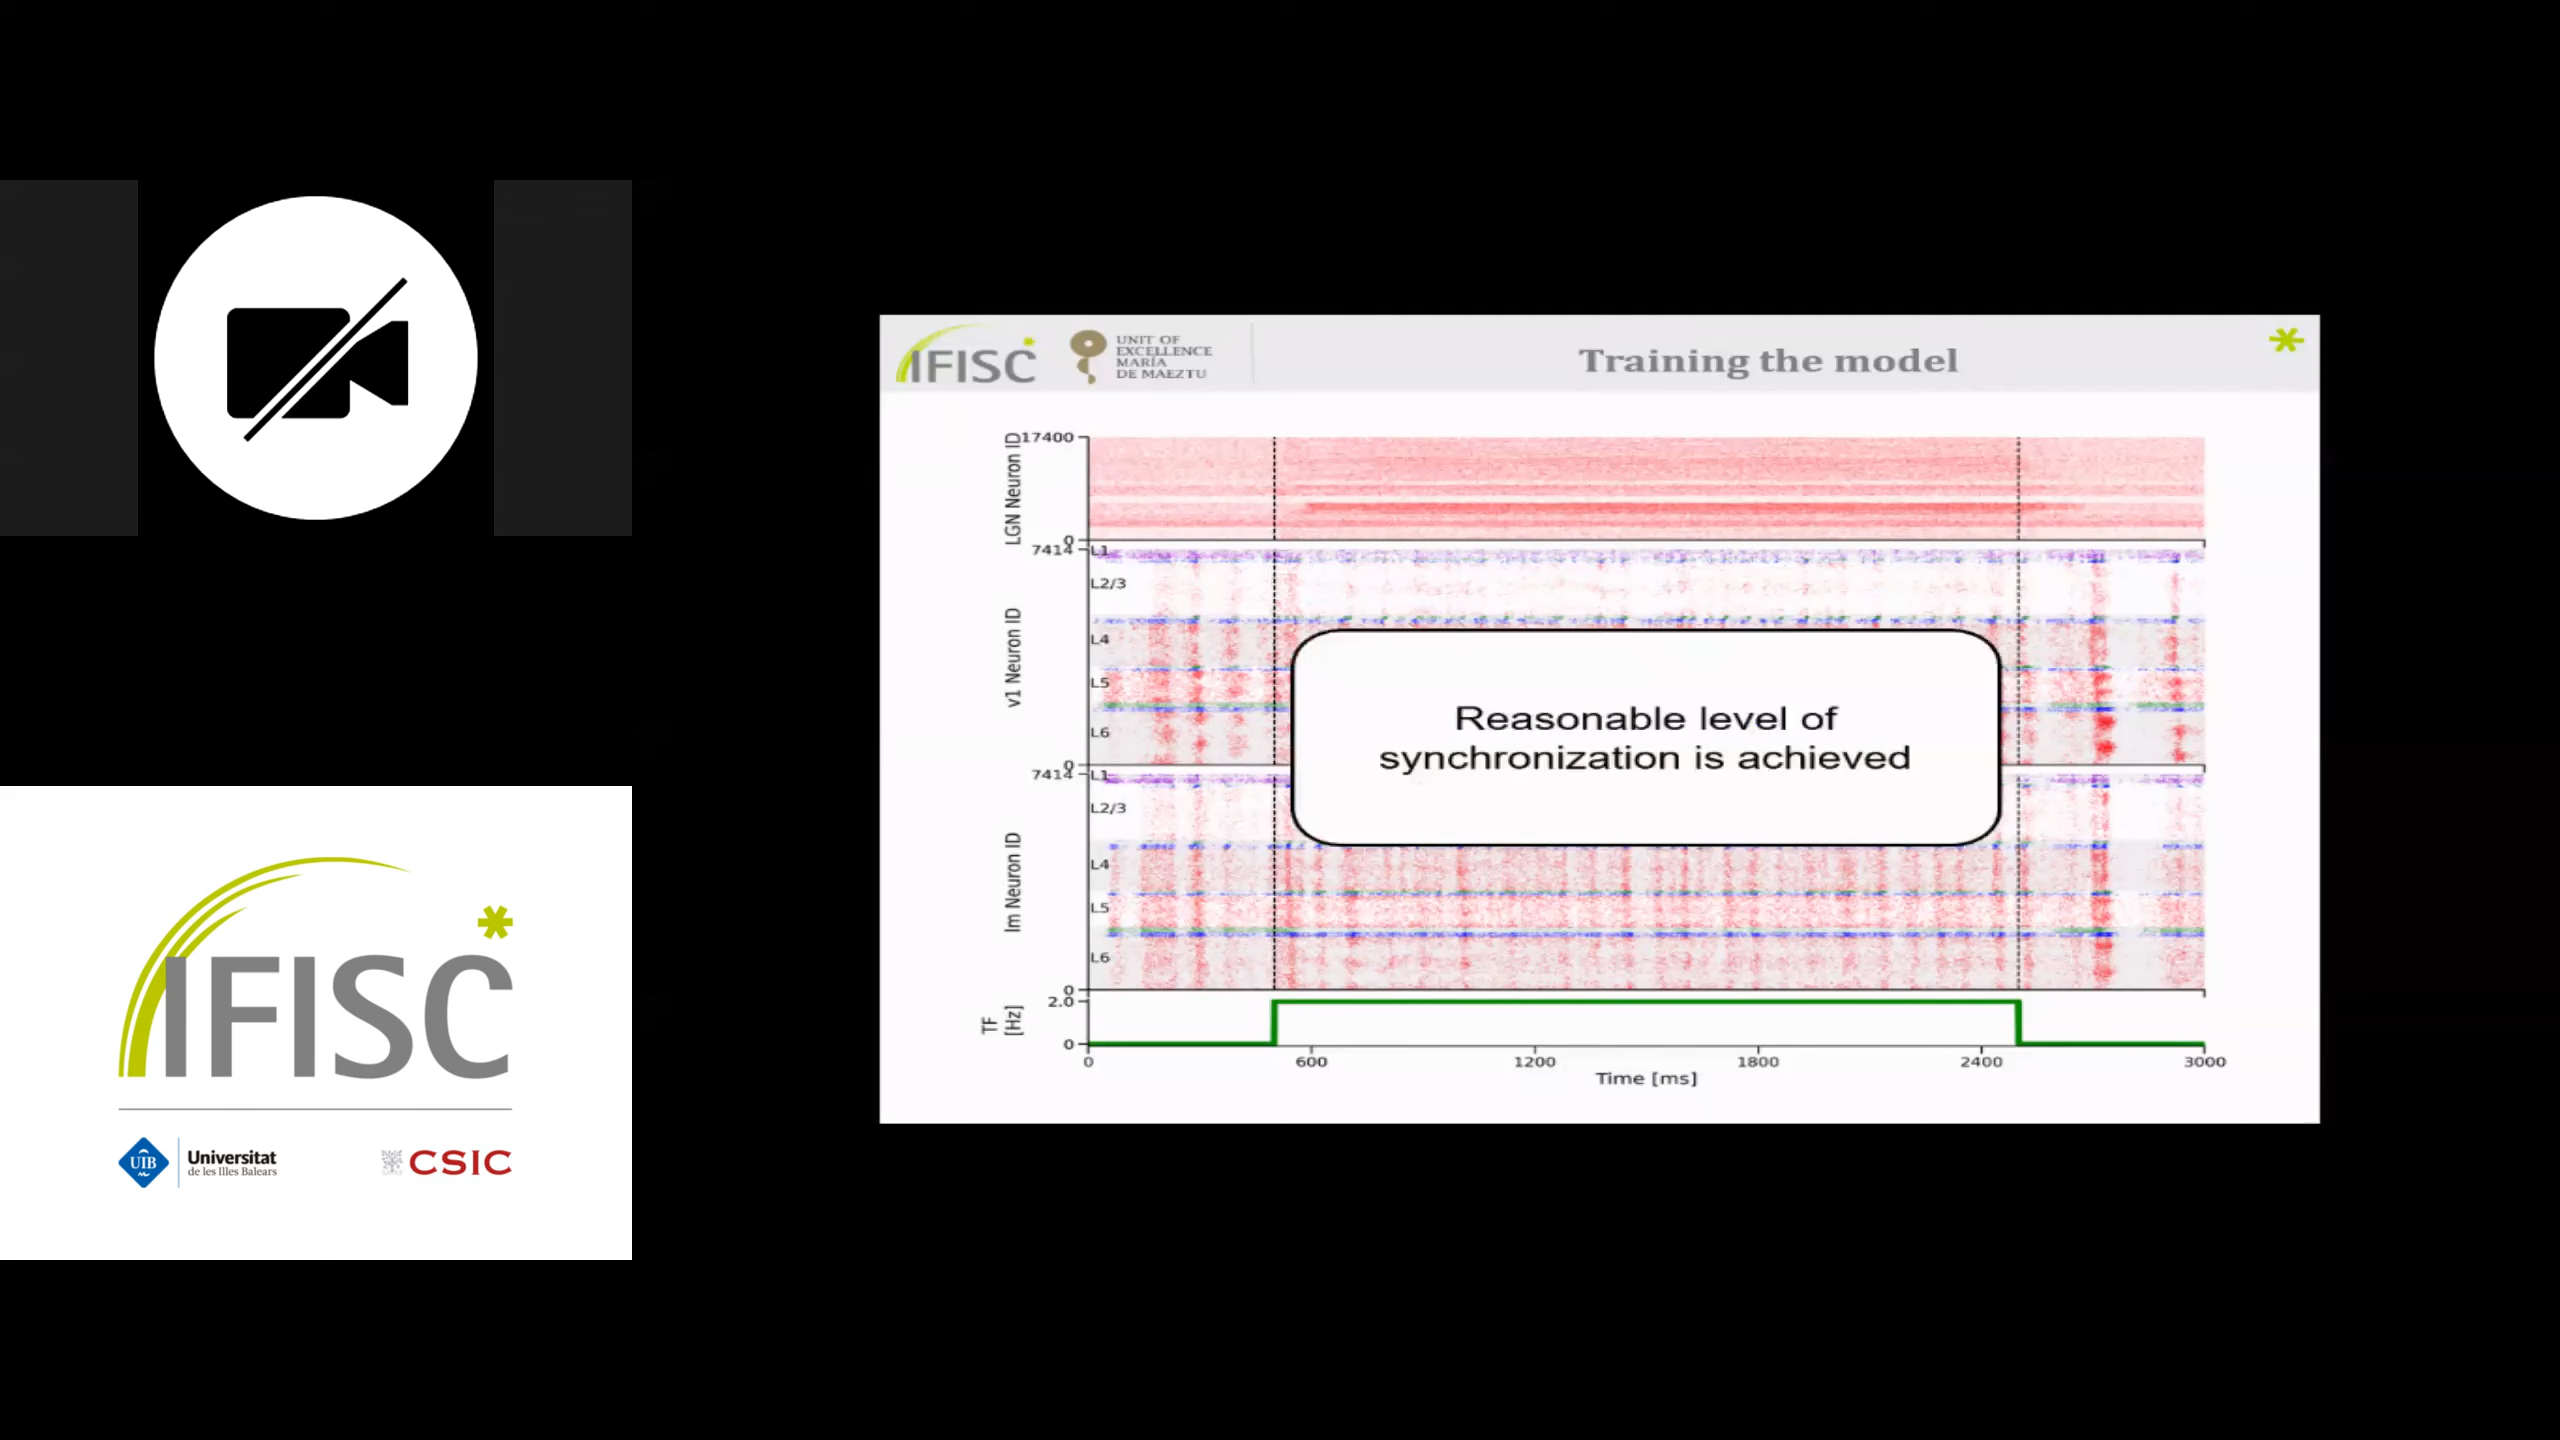 IFISC
UNIT OF
EXCELLENCE
MARÍA
DE MAEZTU
Training the model
LGN Neuron ID
17400
0
v1 Neuron ID
7414
L1
L2/3
L4
L5
L6
0
lm Neuron ID
7414
L1
L2/3
L4
L5
L6
0
Reasonable level of
synchronization is achieved
TF
[Hz]
2.0
0
0 600 1200 1800 2400 3000
Time [ms]
IFISC
UIB
Universitat
de les Illes Balears
CSIC